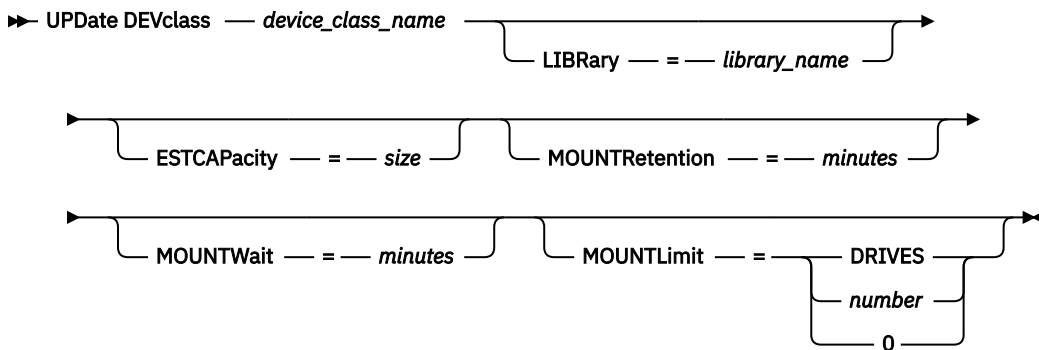 UPDate DEVclass — device_class_name
LIBRary — = — library_name
ESTCAPacity — = — size
MOUNTRetention — = — minutes
MOUNTWait — = — minutes
MOUNTLimit — = — DRIVES
number
0